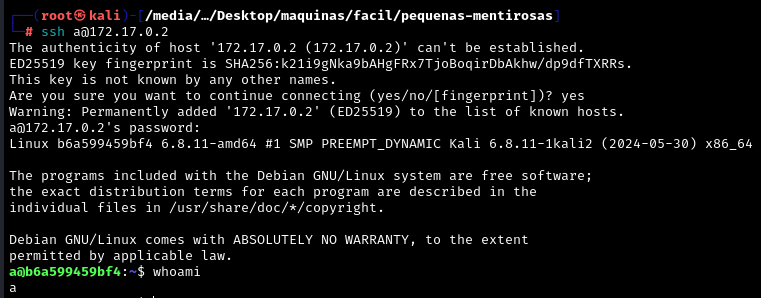 ┌──(root㉿kali)-[/media/…/Desktop/maquinas/facil/pequenas-mentirosas]
└─# ssh a@172.17.0.2
The authenticity of host '172.17.0.2 (172.17.0.2)' can't be established.
ED25519 key fingerprint is SHA256:k21i9gNka9bAHgFRx7TjoBoqirDbAkhw/dp9dfTXRRs.
This key is not known by any other names.
Are you sure you want to continue connecting (yes/no/[fingerprint])? yes
Warning: Permanently added '172.17.0.2' (ED25519) to the list of known hosts.
a@172.17.0.2's password:
Linux b6a599459bf4 6.8.11-amd64 #1 SMP PREEMPT_DYNAMIC Kali 6.8.11-1kali2 (2024-05-30) x86_64
The programs included with the Debian GNU/Linux system are free software;
the exact distribution terms for each program are described in the
individual files in /usr/share/doc/*/copyright.
Debian GNU/Linux comes with ABSOLUTELY NO WARRANTY, to the extent
permitted by applicable law.
a@b6a599459bf4:~$ whoami
a